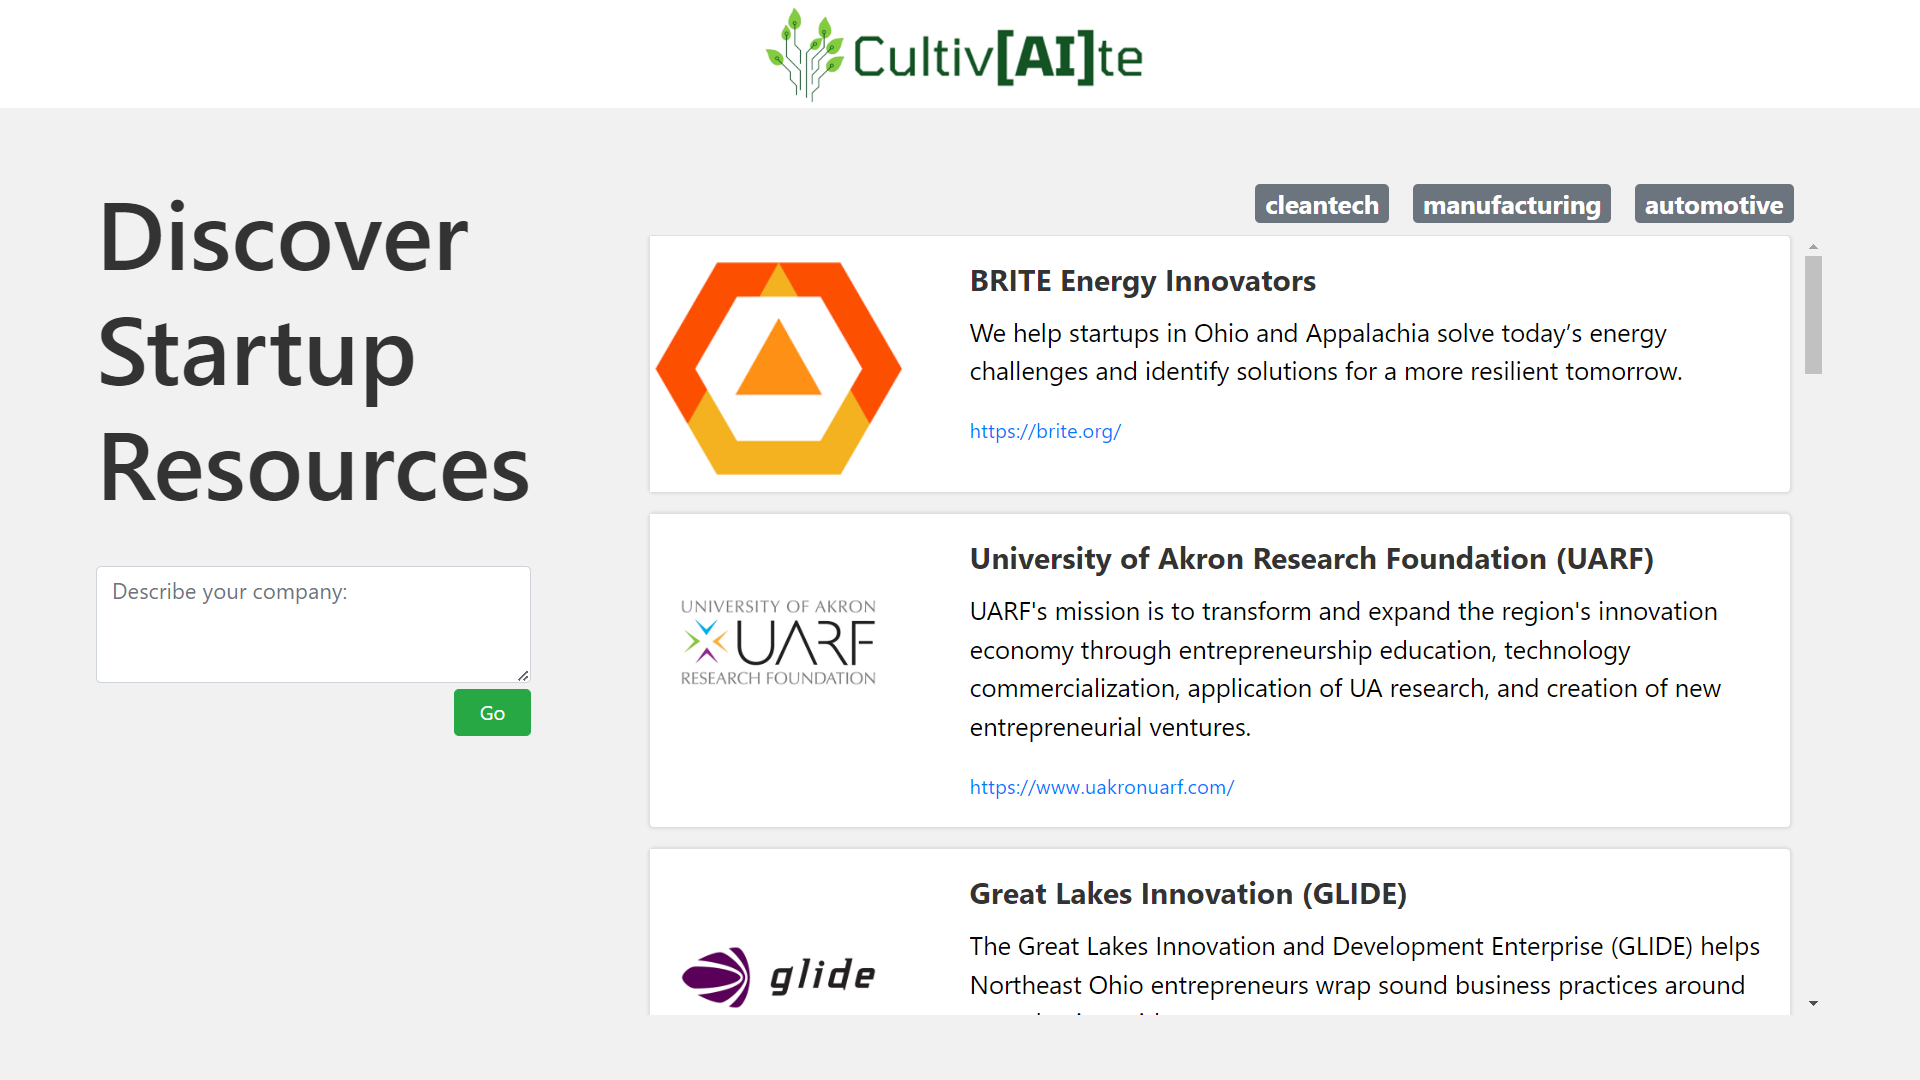 Cultiv[AI]te
Discover
Startup
Resources
Describe your company:
Go
cleantech manufacturing automotive
BRITE Energy Innovators
We help startups in Ohio and Appalachia solve today’s energy
challenges and identify solutions for a more resilient tomorrow.
https://brite.org/
UNIVERSITY OF AKRON
UARF
RESEARCH FOUNDATION
University of Akron Research Foundation (UARF)
UARF's mission is to transform and expand the region's innovation
economy through entrepreneurship education, technology
commercialization, application of UA research, and creation of new
entrepreneurial ventures.
https://www.uakronuarf.com/
glide
Great Lakes Innovation (GLIDE)
The Great Lakes Innovation and Development Enterprise (GLIDE) helps
Northeast Ohio entrepreneurs wrap sound business practices around